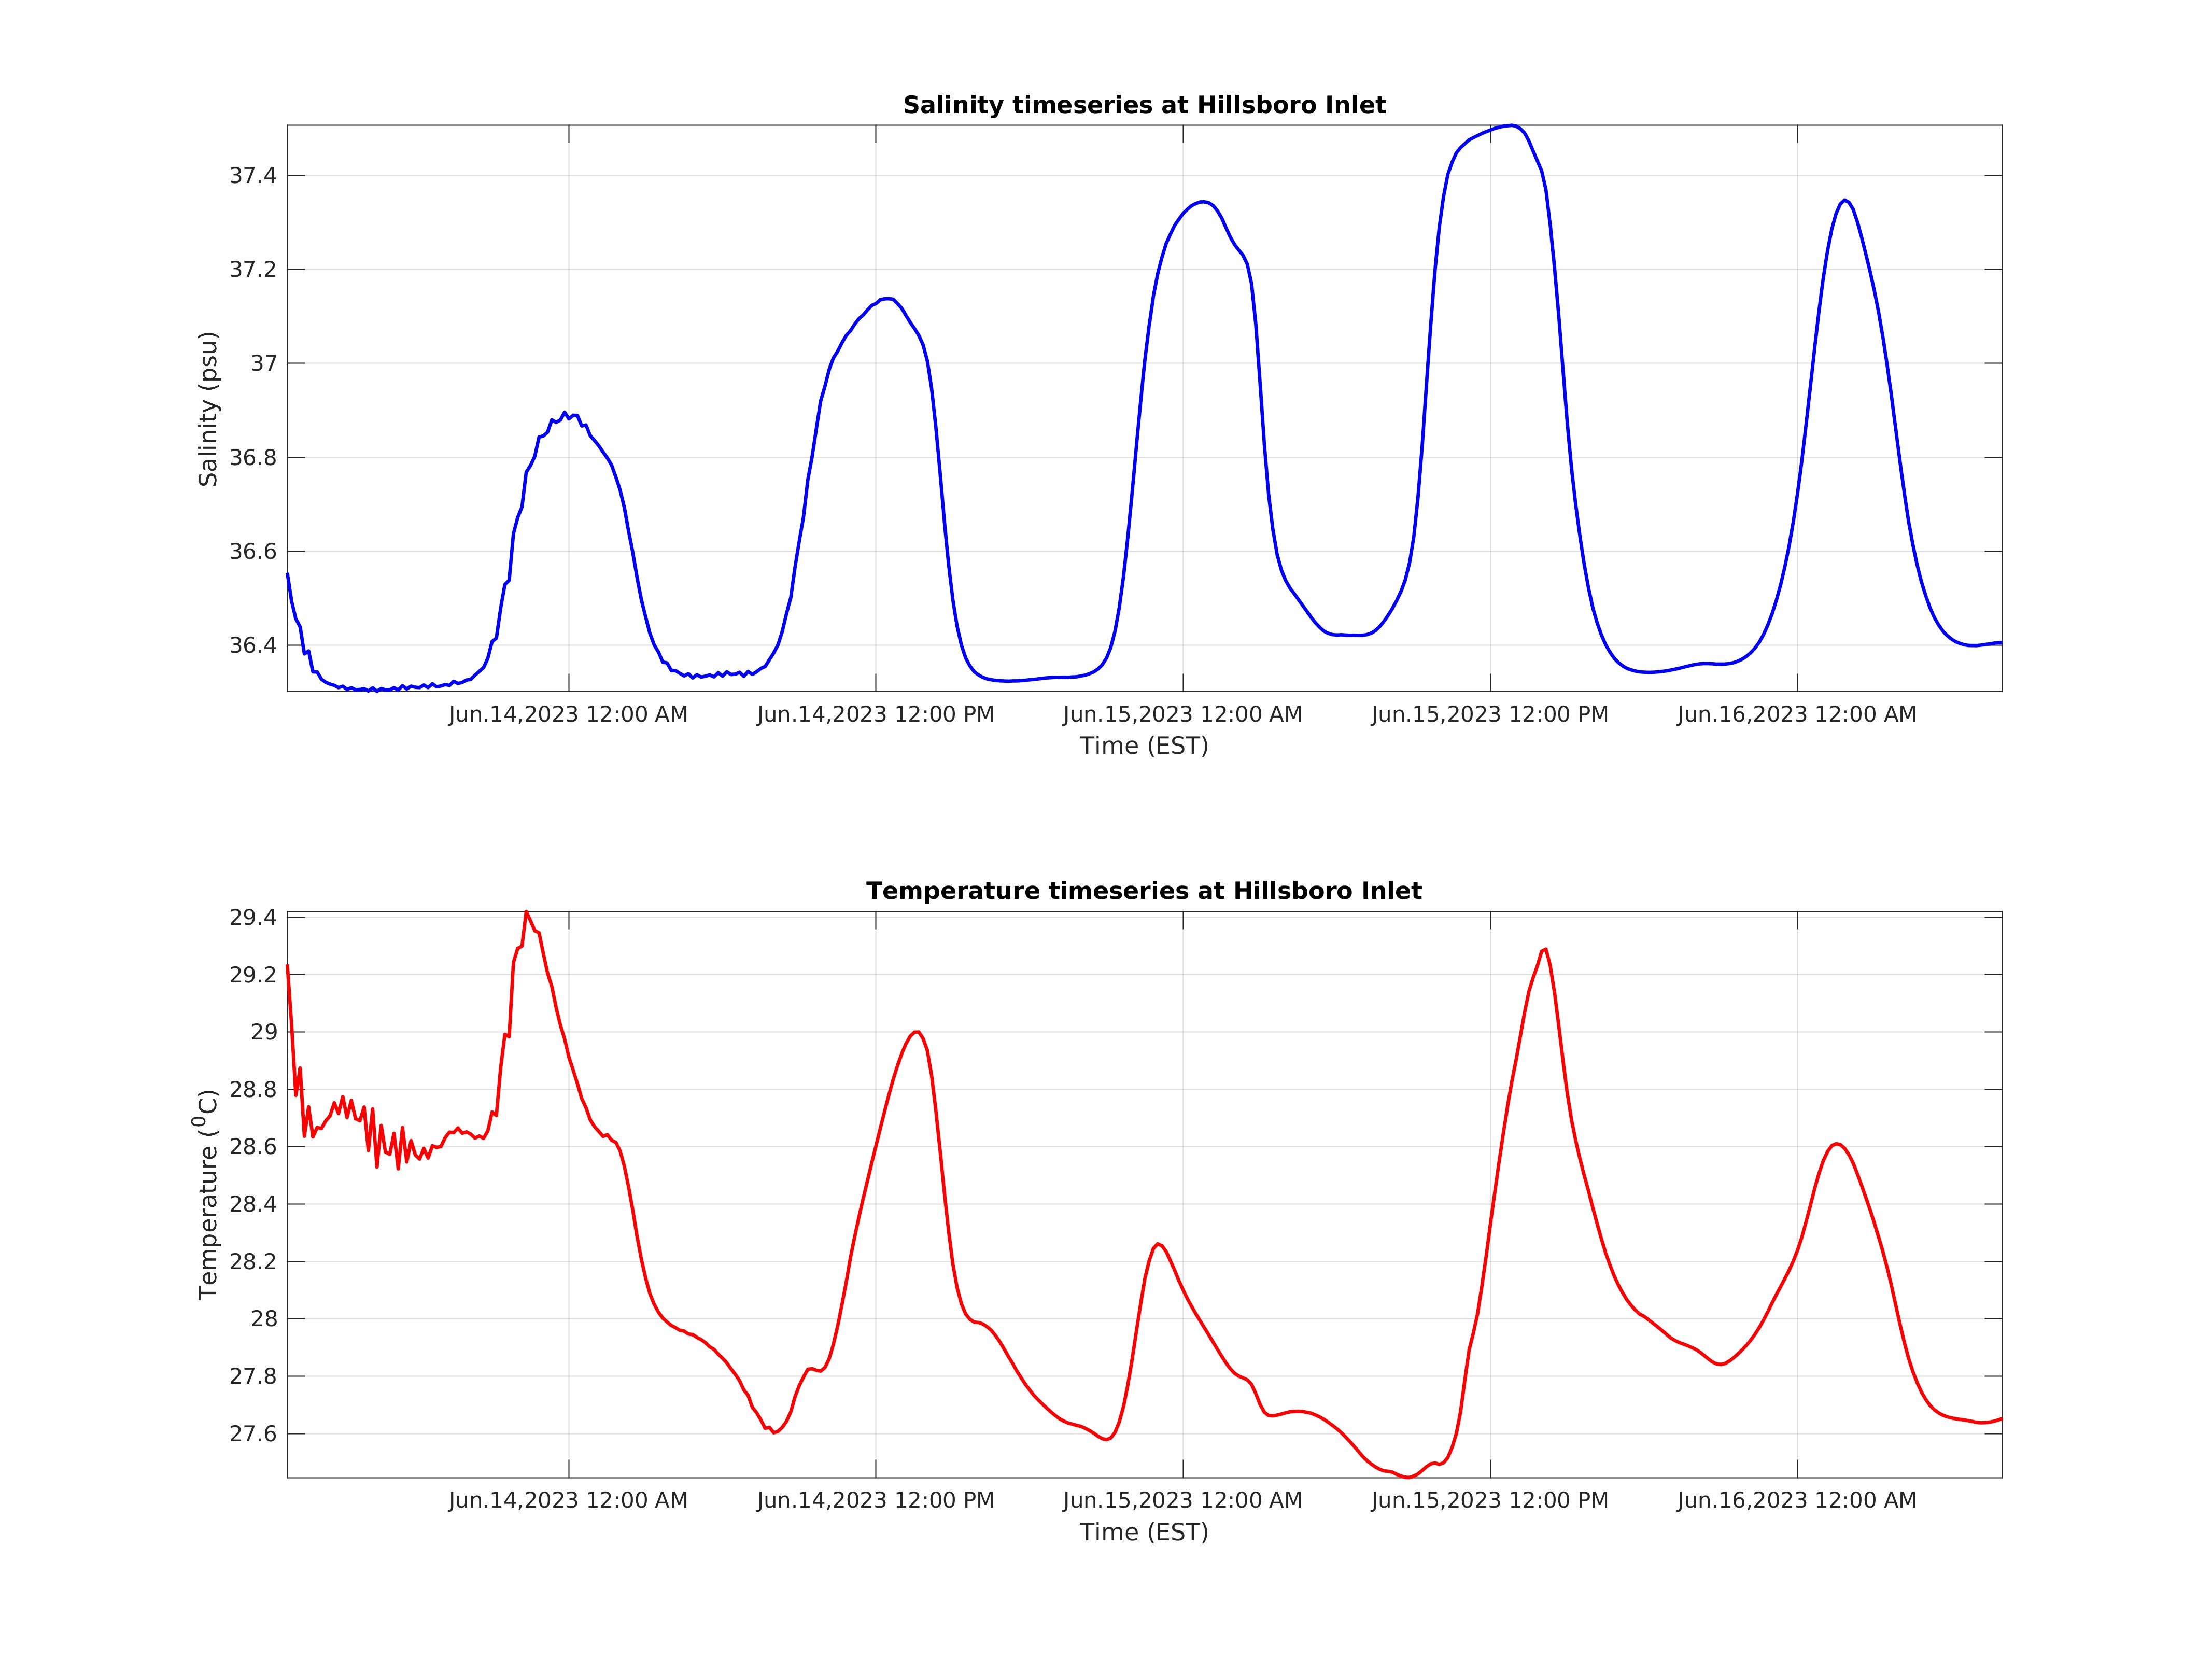 Salinity timeseries at Hillsboro Inlet
37.4
37.2
37
36.8
36.6
36.4
Salinity (psu)
Jun.14,2023 12:00 AM Jun.14,2023 12:00 PM Jun.15,2023 12:00 AM Jun.15,2023 12:00 PM Jun.16,2023 12:00 AM
Time (EST)
Temperature timeseries at Hillsboro Inlet
29.4
29.2
29
28.8
28.6
28.4
28.2
28
27.8
27.6
Temperature (⁰C)
Jun.14,2023 12:00 AM Jun.14,2023 12:00 PM Jun.15,2023 12:00 AM Jun.15,2023 12:00 PM Jun.16,2023 12:00 AM
Time (EST)